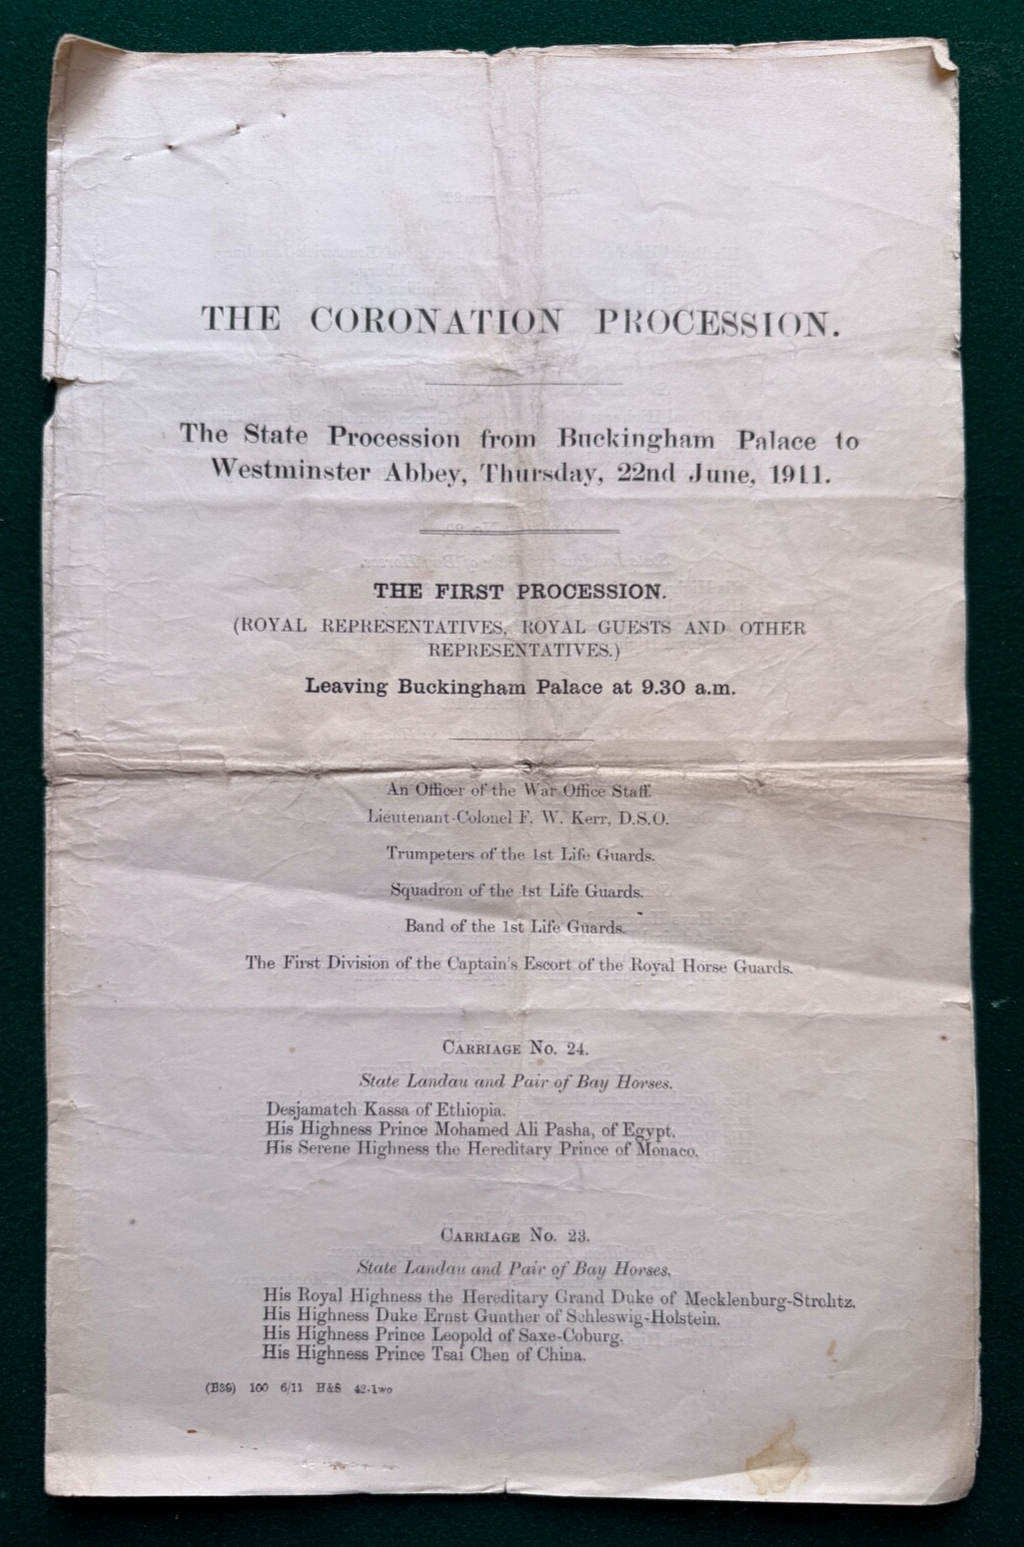 THE CORONATION PROCESSION.
The State Procession from Buckingham Palace to
Westminster Abbey, Thursday, 22nd June, 1911.
THE FIRST PROCESSION.
(ROYAL REPRESENTATIVES, ROYAL GUESTS AND OTHER
REPRESENTATIVES.)
Leaving Buckingham Palace at 9.30 a.m.
An Officer of the War Office Staff.
Lieutenant-Colonel F. W. Kerr, D.S.O.
Trumpeters of the 1st Life Guards.
Squadron of the 1st Life Guards.
Band of the 1st Life Guards.
The First Division of the Captain's Escort of the Royal Horse Guards.
CARRIAGE NO. 24.
State Landau and Pair of Bay Horses.
Desjamatch Kassa of Ethiopia.
His Highness Prince Mohamed Ali Pasha, of Egypt.
His Serene Highness the Hereditary Prince of Monaco.
CARRIAGE NO. 23.
State Landau and Pair of Bay Horses.
His Royal Highness the Hereditary Grand Duke of Mecklenburg-Strelitz.
His Highness Duke Ernst Gunther of Schleswig-Holstein.
His Highness Prince Leopold of Saxe-Coburg.
His Highness Prince Tsai Chen of China.
(B39) 100 6/11 H&S 42-1wo